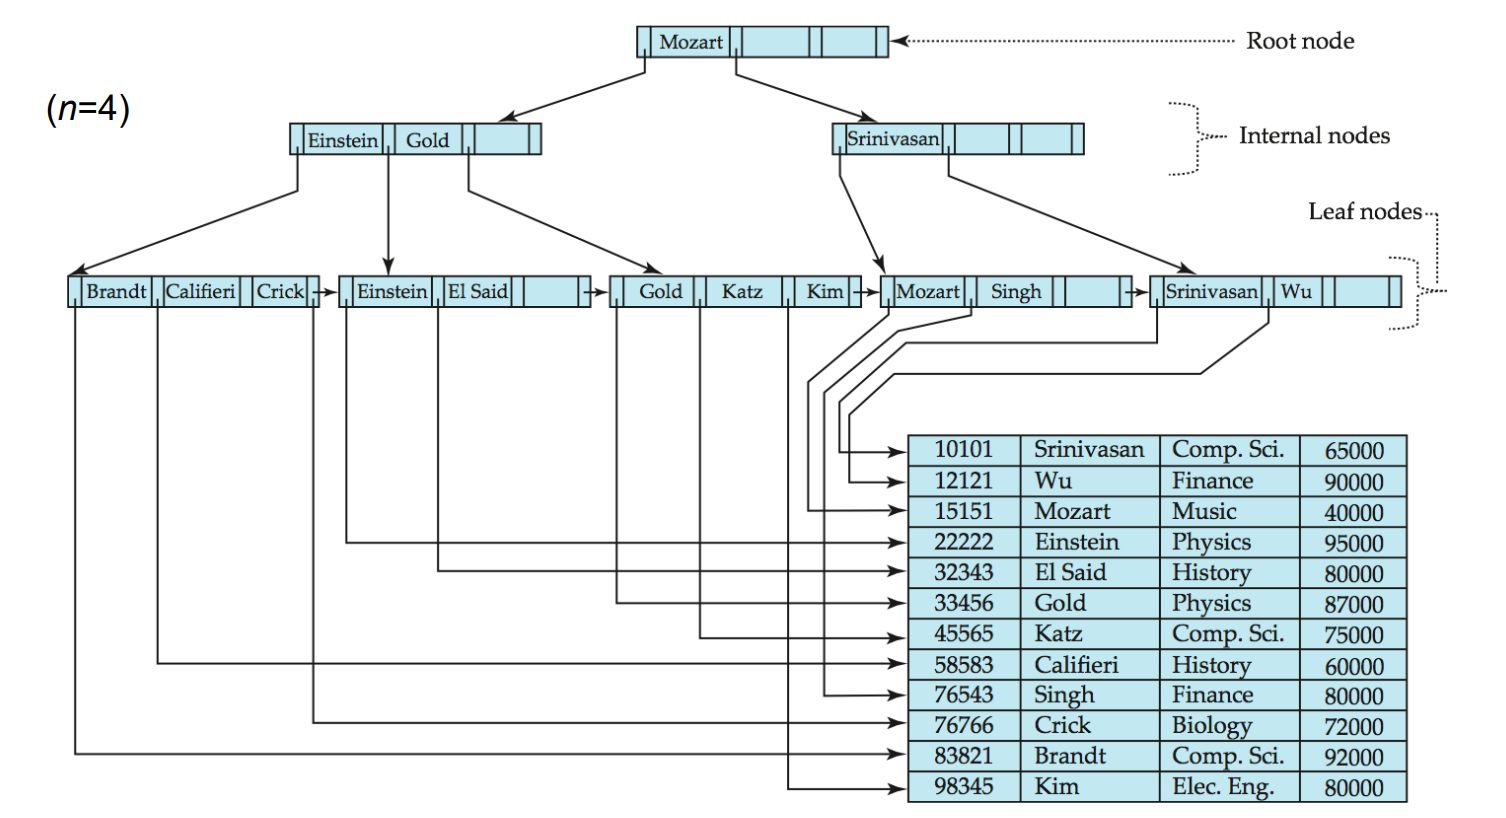 Mozart
Root node
(n=4)
Einstein Gold
Srinivasan
Internal nodes
Leaf nodes
Brandt Califieri Crick
Einstein El Said
Gold Katz Kim
Mozart Singh
Srinivasan Wu
10101 Srinivasan Comp. Sci. 65000
12121 Wu Finance 90000
15151 Mozart Music 40000
22222 Einstein Physics 95000
32343 El Said History 80000
33456 Gold Physics 87000
45565 Katz Comp. Sci. 75000
58583 Califieri History 60000
76543 Singh Finance 80000
76766 Crick Biology 72000
83821 Brandt Comp. Sci. 92000
98345 Kim Elec. Eng. 80000